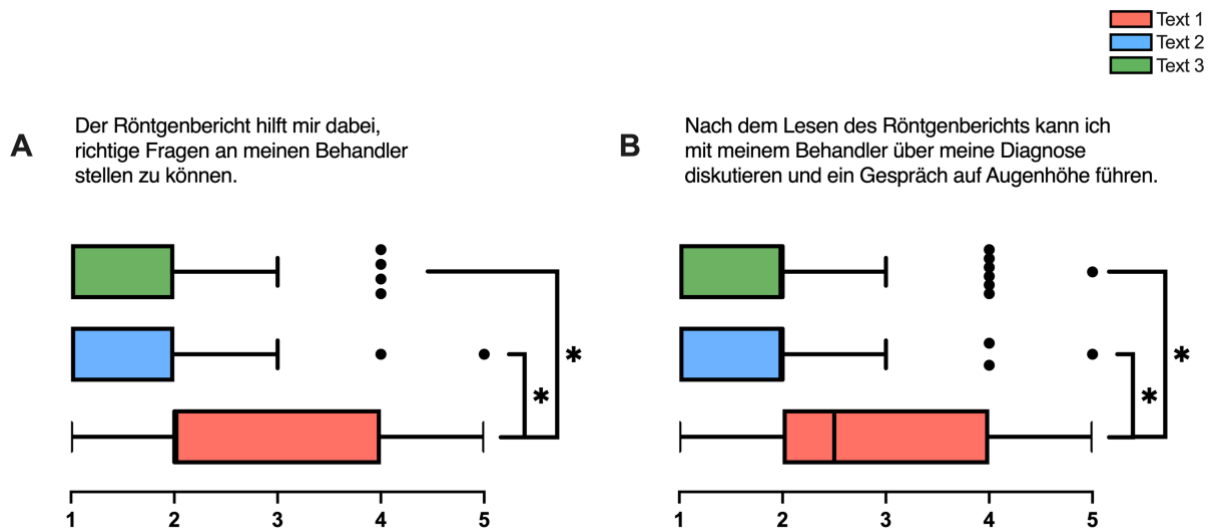 Text 1
Text 2
Text 3
A
Der Röntgenbericht hilft mir dabei,
richtige Fragen an meinen Behandler
stellen zu können.
B
Nach dem Lesen des Röntgenberichts kann ich
mit meinem Behandler über meine Diagnose
diskutieren und ein Gespräch auf Augenhöhe führen.
*
*
*
*
1 2 3 4 5
1 2 3 4 5